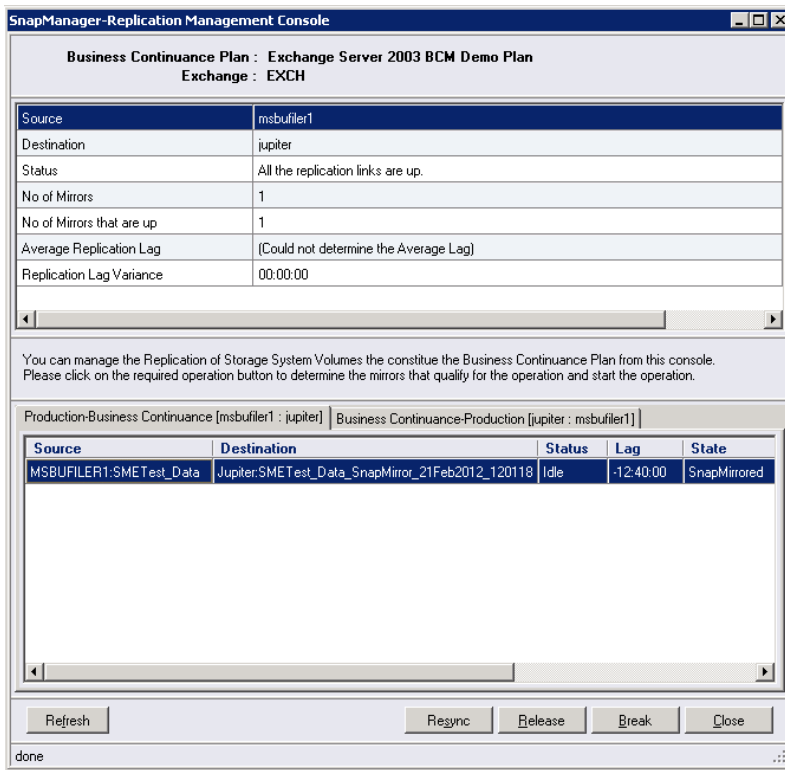 SnapManager-Replication Management Console
Business Continuance Plan : Exchange Server 2003 BCM Demo Plan
Exchange : EXCH
Source msbufiler1
Destination jupiter
Status All the replication links are up.
No of Mirrors 1
No of Mirrors that are up 1
Average Replication Lag (Could not determine the Average Lag)
Replication Lag Variance 00:00:00
You can manage the Replication of Storage System Volumes the constitue the Business Continuance Plan from this console.
Please click on the required operation button to determine the mirrors that qualify for the operation and start the operation.
Production-Business Continuance [msbufiler1 : jupiter] Business Continuance-Production [jupiter : msbufiler1]
Source Destination Status Lag State
MSBUFILER1:SMETest_Data Jupiter:SMETest_Data_SnapMirror_21Feb2012_120118 Idle -12:40:00 SnapMirrored
Refresh Resync Release Break Close
done